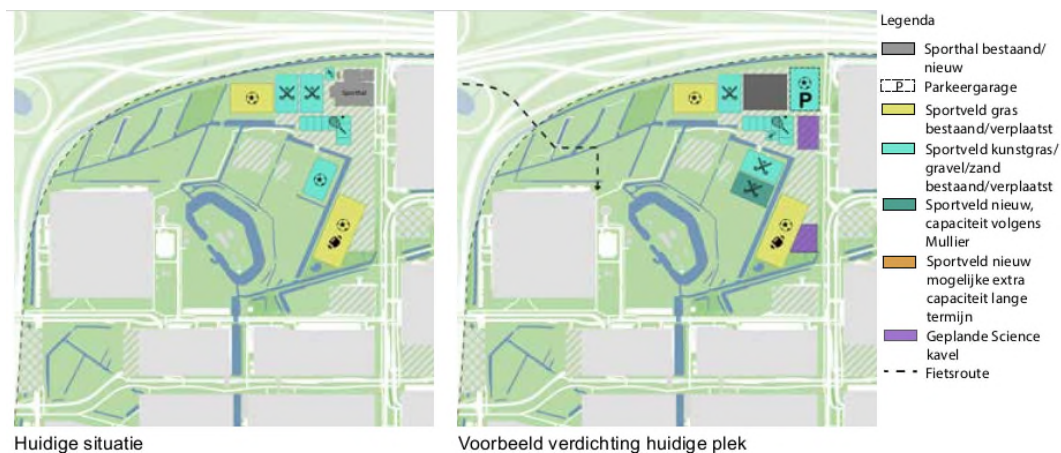 Sporthal
P
Huidige situatie
Voorbeeld verdichting huidige plek
Legenda
Sporthal bestaand/
nieuw
P Parkeergarage
Sportveld gras
bestaand/verplaatst
Sportveld kunstgras/
gravel/zand
bestaand/verplaatst
Sportveld nieuw,
capaciteit volgens
Mullier
Sportveld nieuw
mogelijke extra
capaciteit lange
termijn
Geplande Science
kavel
Fietsroute